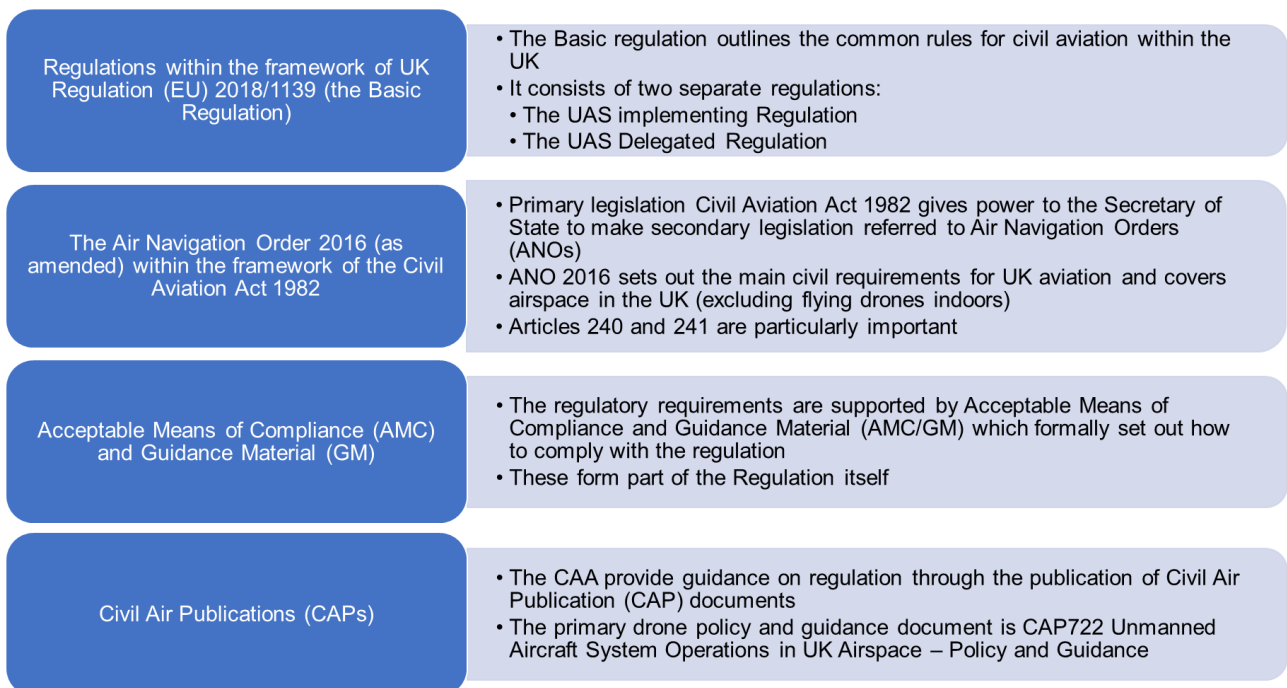 Regulations within the framework of UK
Regulation (EU) 2018/1139 (the Basic
Regulation)
• The Basic regulation outlines the common rules for civil aviation within the
UK
• It consists of two separate regulations:
• The UAS implementing Regulation
• The UAS Delegated Regulation
The Air Navigation Order 2016 (as
amended) within the framework of the Civil
Aviation Act 1982
• Primary legislation Civil Aviation Act 1982 gives power to the Secretary of
State to make secondary legislation referred to Air Navigation Orders
(ANOs)
• ANO 2016 sets out the main civil requirements for UK aviation and covers
airspace in the UK (excluding flying drones indoors)
• Articles 240 and 241 are particularly important
Acceptable Means of Compliance (AMC)
and Guidance Material (GM)
• The regulatory requirements are supported by Acceptable Means of
Compliance and Guidance Material (AMC/GM) which formally set out how
to comply with the regulation
• These form part of the Regulation itself
Civil Air Publications (CAPs)
• The CAA provide guidance on regulation through the publication of Civil Air
Publication (CAP) documents
• The primary drone policy and guidance document is CAP722 Unmanned
Aircraft System Operations in UK Airspace – Policy and Guidance